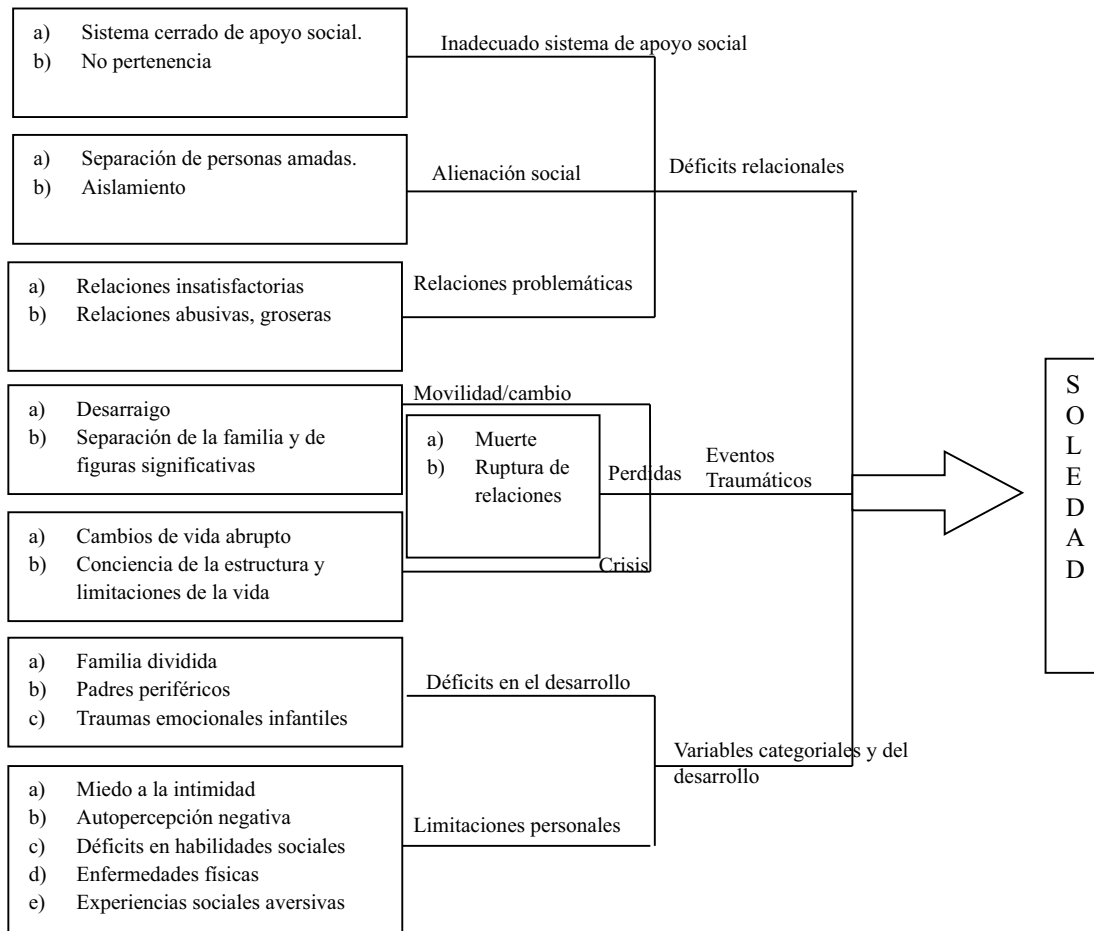 a) Sistema cerrado de apoyo social.
b) No pertenencia
Inadecuado sistema de apoyo social
a) Separación de personas amadas.
b) Aislamiento
Alienación social
Déficits relacionales
a) Relaciones insatisfactorias
b) Relaciones abusivas, groseras
Relaciones problemáticas
a) Desarraigo
b) Separación de la familia y de
figuras significativas
Movilidad/cambio
a) Muerte
b) Ruptura de
relaciones
Perdidas
Eventos
Traumáticos
a) Cambios de vida abrupto
b) Conciencia de la estructura y
limitaciones de la vida
Crisis
a) Familia dividida
b) Padres periféricos
c) Traumas emocionales infantiles
Déficits en el desarrollo
Variables categoriales y del
desarrollo
a) Miedo a la intimidad
b) Autopercepción negativa
c) Déficits en habilidades sociales
d) Enfermedades físicas
e) Experiencias sociales aversivas
Limitaciones personales
S
O
L
E
D
A
D